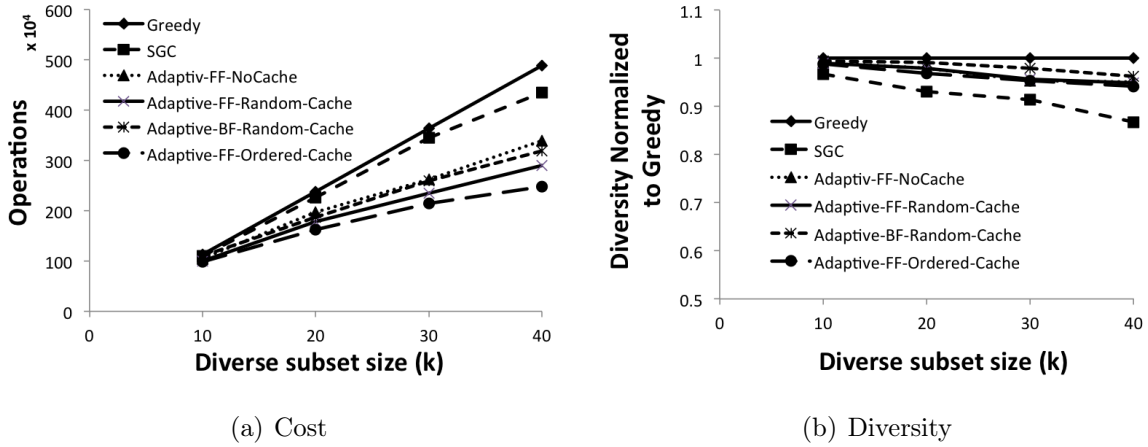 600
x 10⁴
500
400
300
200
100
0
Operations
Greedy
SGC
Adaptiv-FF-NoCache
Adaptive-FF-Random-Cache
Adaptive-BF-Random-Cache
Adaptive-FF-Ordered-Cache
0 10 20 30 40
Diverse subset size (k)
(a) Cost
1.1
1
0.9
0.8
0.7
0.6
0.5
Diversity Normalized
to Greedy
Greedy
SGC
Adaptiv-FF-NoCache
Adaptive-FF-Random-Cache
Adaptive-BF-Random-Cache
Adaptive-FF-Ordered-Cache
0 10 20 30 40
Diverse subset size (k)
(b) Diversity